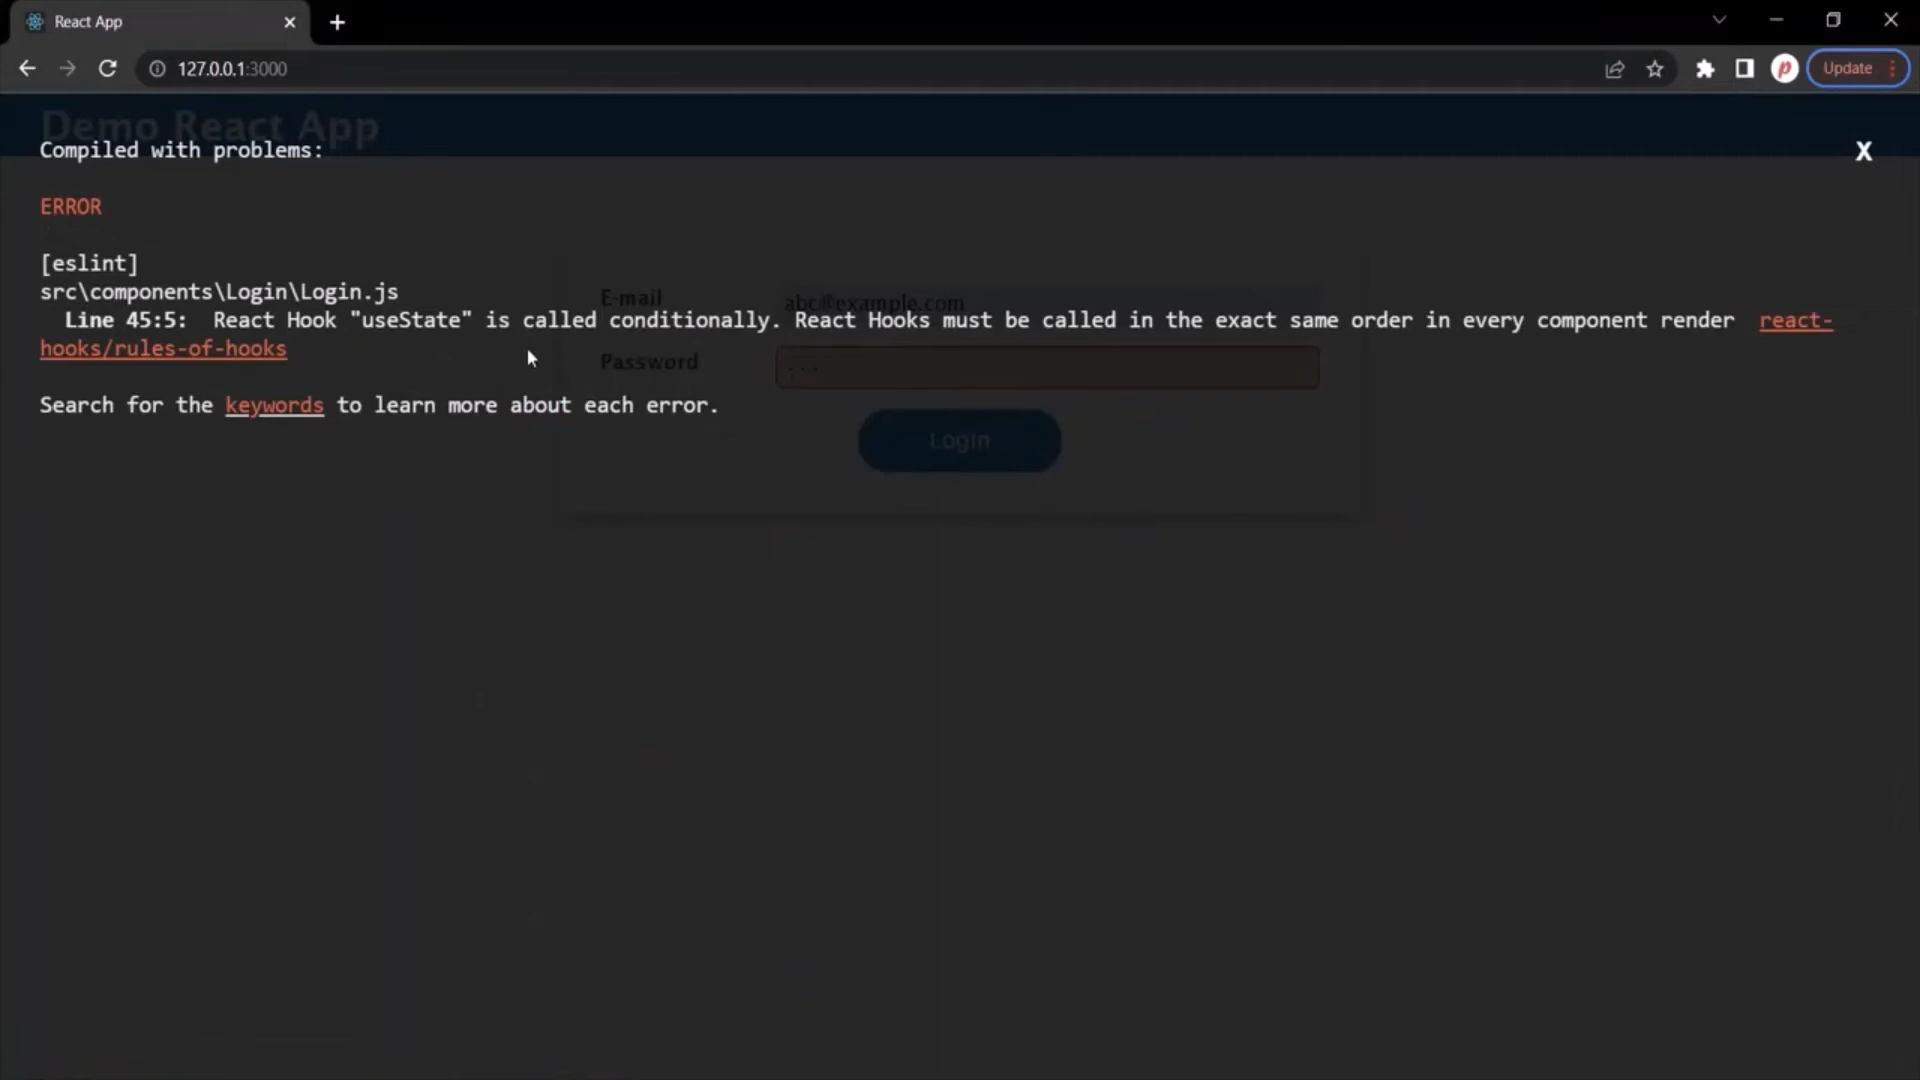 React App
127.0.0.1:3000
Update
Demo React App
Compiled with problems:
X
ERROR
[eslint]
src\components\Login\Login.js
E-mail
abc@example.com
Line 45:5: React Hook "useState" is called conditionally. React Hooks must be called in the exact same order in every component render react-
hooks/rules-of-hooks
Password
Search for the keywords to learn more about each error.
Login